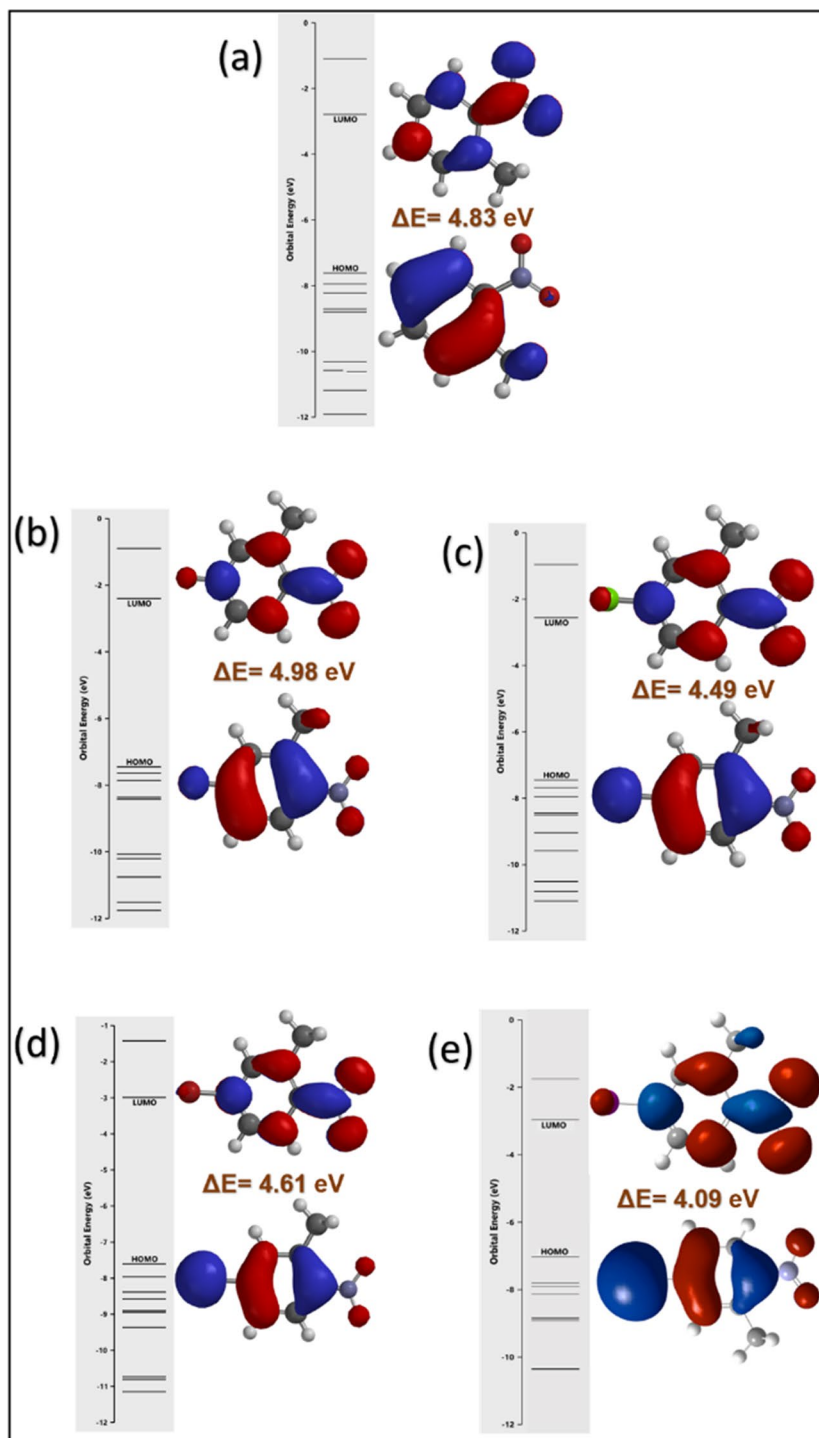 (a)
0
-2
-4
-6
-8
-10
-12
Orbital Energy (eV)
LUMO
HOMO
ΔE= 4.83 eV
(b)
0
-2
-4
-6
-8
-10
-12
Orbital Energy (eV)
LUMO
HOMO
ΔE= 4.98 eV
(c)
0
-2
-4
-6
-8
-10
-12
Orbital Energy (eV)
LUMO
HOMO
ΔE= 4.49 eV
(d)
-1
-2
-3
-4
-5
-6
-7
-8
-9
-10
-11
-12
Orbital Energy (eV)
LUMO
HOMO
ΔE= 4.61 eV
(e)
0
-2
-4
-6
-8
-10
-12
Orbital Energy (eV)
LUMO
HOMO
ΔE= 4.09 eV